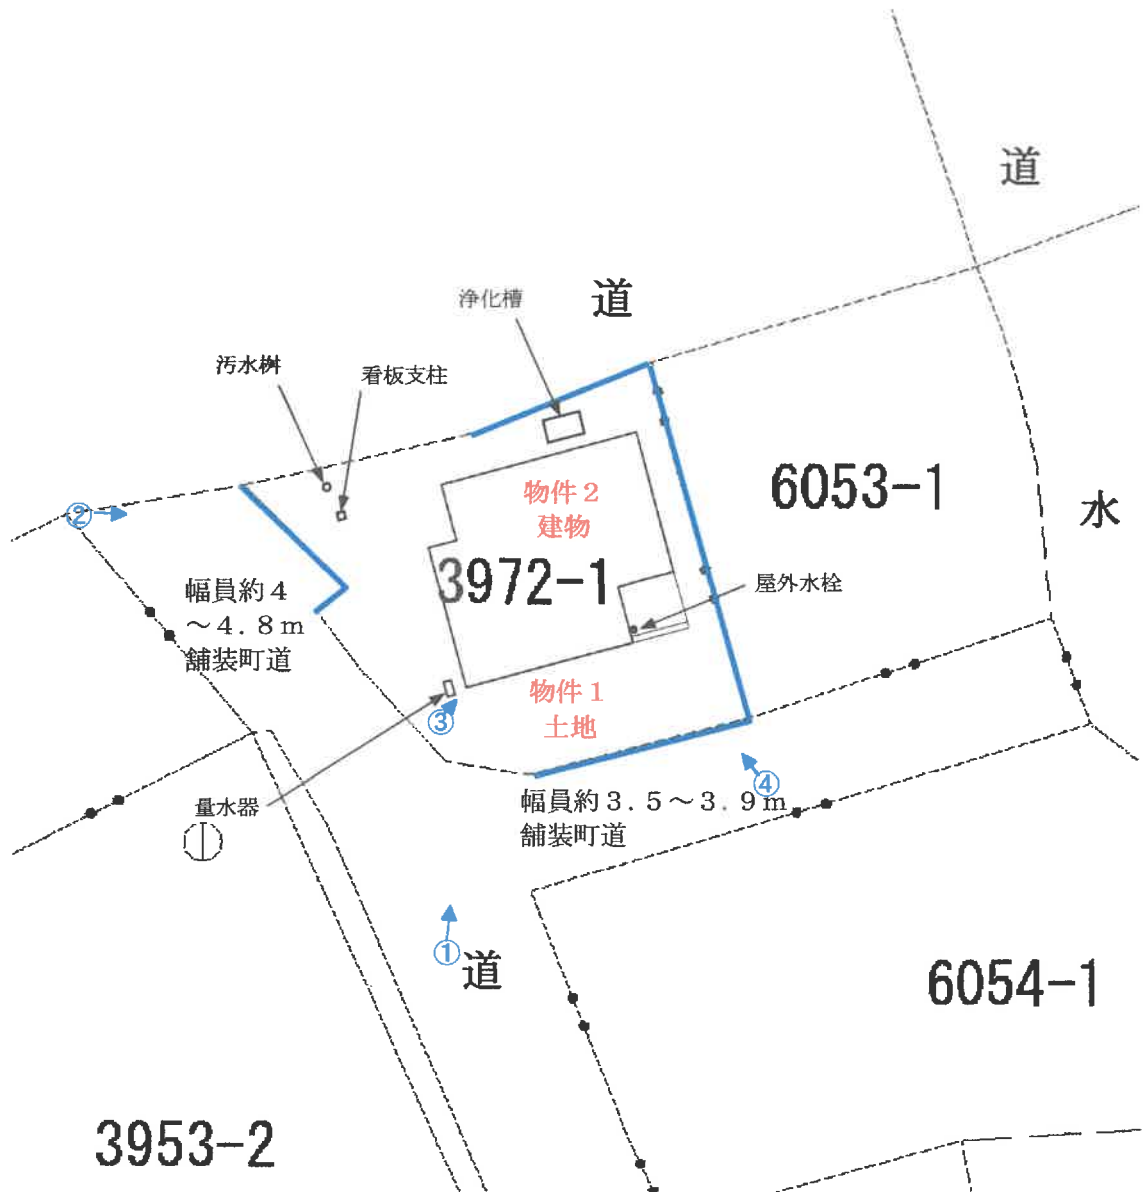 道
道
浄化槽
汚水桝
看板支柱
6053-1
物件2
建物
水
②
3972-1
屋外水栓
幅員約4
～4.8m
舗装町道
物件1
土地
③
④
幅員約3.5～3.9m
舗装町道
量水器
①
道
6054-1
3953-2